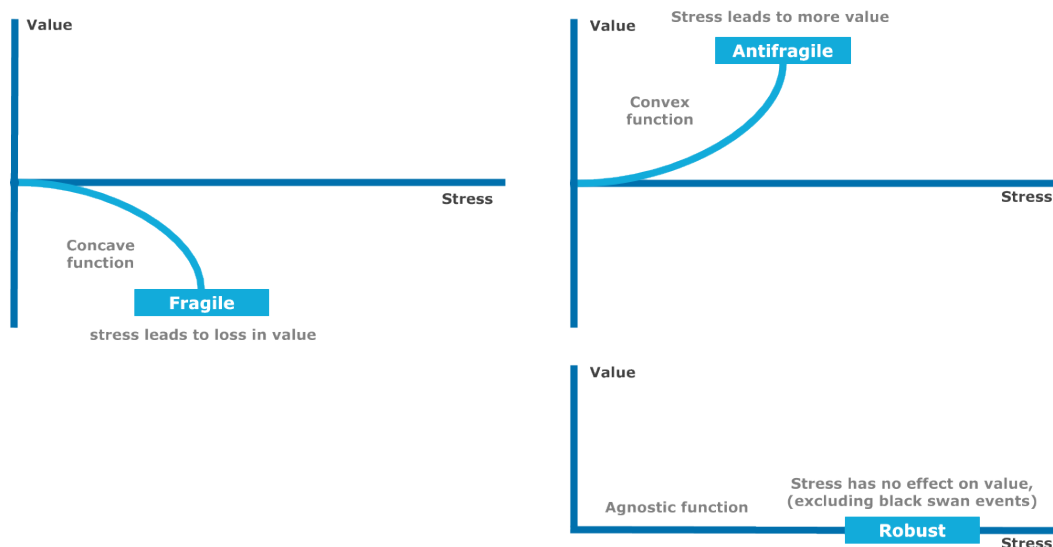 Value
Concave
function
Stress
Fragile
stress leads to loss in value
Stress leads to more value
Value
Antifragile
Convex
function
Stress
Value
Stress has no effect on value,
(excluding black swan events)
Agnostic function
Robust
Stress